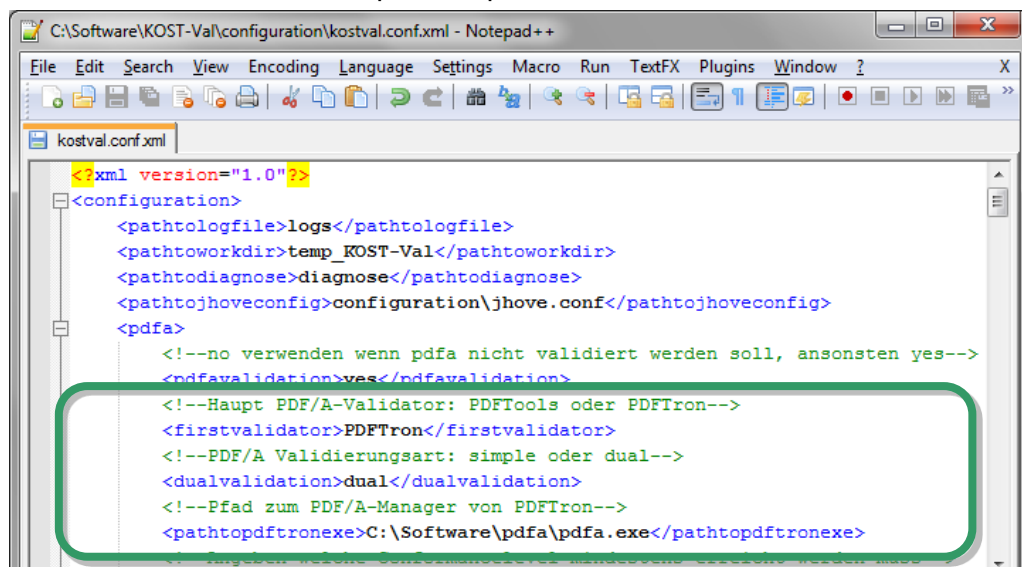 C:\Software\KOST-Val\configuration\kostval.conf.xml - Notepad++
File Edit Search View Encoding Language Settings Macro Run TextFX Plugins Window ? X
kostval.conf.xml
<?xml version="1.0"?>
<configuration>
<pathtologfile>logs</pathtologfile>
<pathtoworkdir>temp_KOST-Val</pathtoworkdir>
<pathtodiagnose>diagnose</pathtodiagnose>
<pathtojhoveconfig>configuration\jhove.conf</pathtojhoveconfig>
<pdfa>
<!--no verwenden wenn pdfa nicht validiert werden soll, ansonsten yes-->
<pdfavalidation>yes</pdfavalidation>
<!--Haupt PDF/A-Validator: PDFTools oder PDFTron-->
<firstvalidator>PDFTron</firstvalidator>
<!--PDF/A Validierungsart: simple oder dual-->
<dualvalidation>dual</dualvalidation>
<!--Pfad zum PDF/A-Manager von PDFTron-->
<pathtopdftronexe>C:\Software\pdfa\pdfa.exe</pathtopdftronexe>